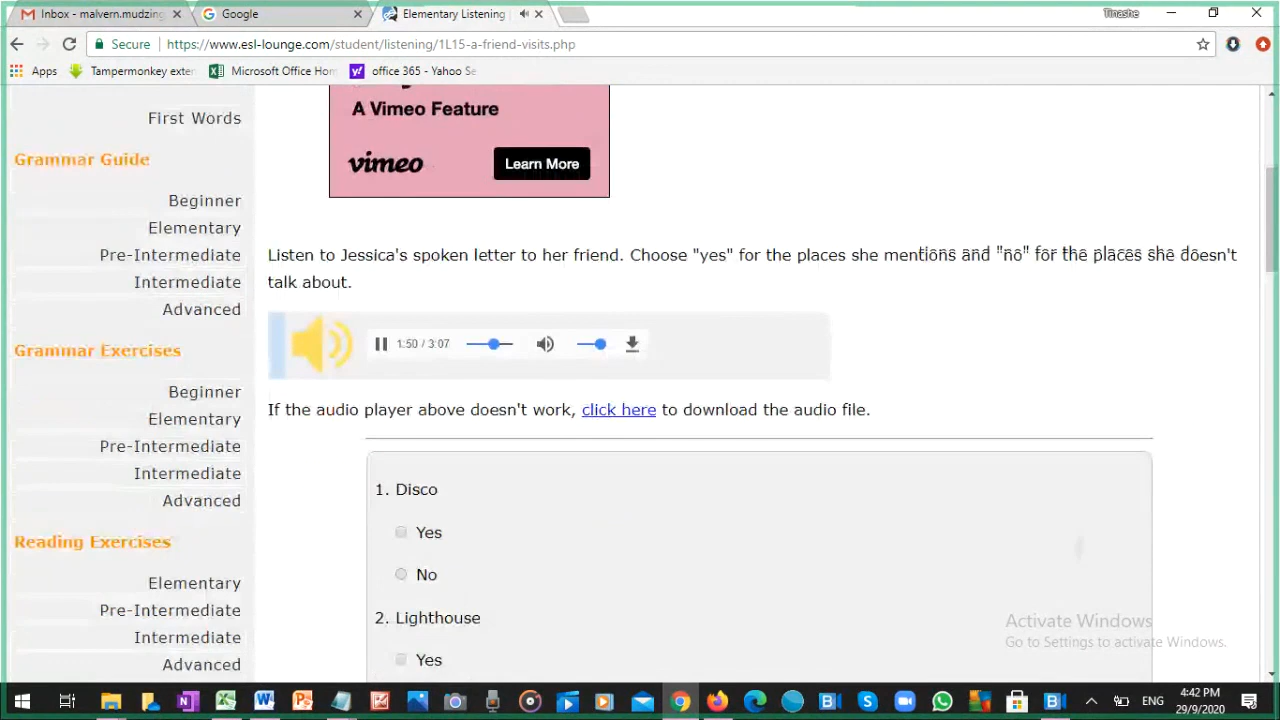 Inbox - malvern.mudzing
Google
Elementary Listening
Tinashe
Secure
https://www.esl-lounge.com/student/listening/1L15-a-friend-visits.php
Apps
Tampermonkey exter
Microsoft Office Hom
office 365 - Yahoo Se
A Vimeo Feature
vimeo
Learn More
First Words
Grammar Guide
Beginner
Elementary
Pre-Intermediate
Intermediate
Advanced
Grammar Exercises
Beginner
Elementary
Pre-Intermediate
Intermediate
Advanced
Reading Exercises
Elementary
Pre-Intermediate
Intermediate
Advanced
Listen to Jessica's spoken letter to her friend. Choose "yes" for the places she mentions and "no" for the places she doesn't
talk about.
1:50 / 3:07
If the audio player above doesn't work, click here to download the audio file.
1. Disco
Yes
No
2. Lighthouse
Yes
Activate Windows
Go to Settings to activate Windows.
ENG
4:42 PM
29/9/2020